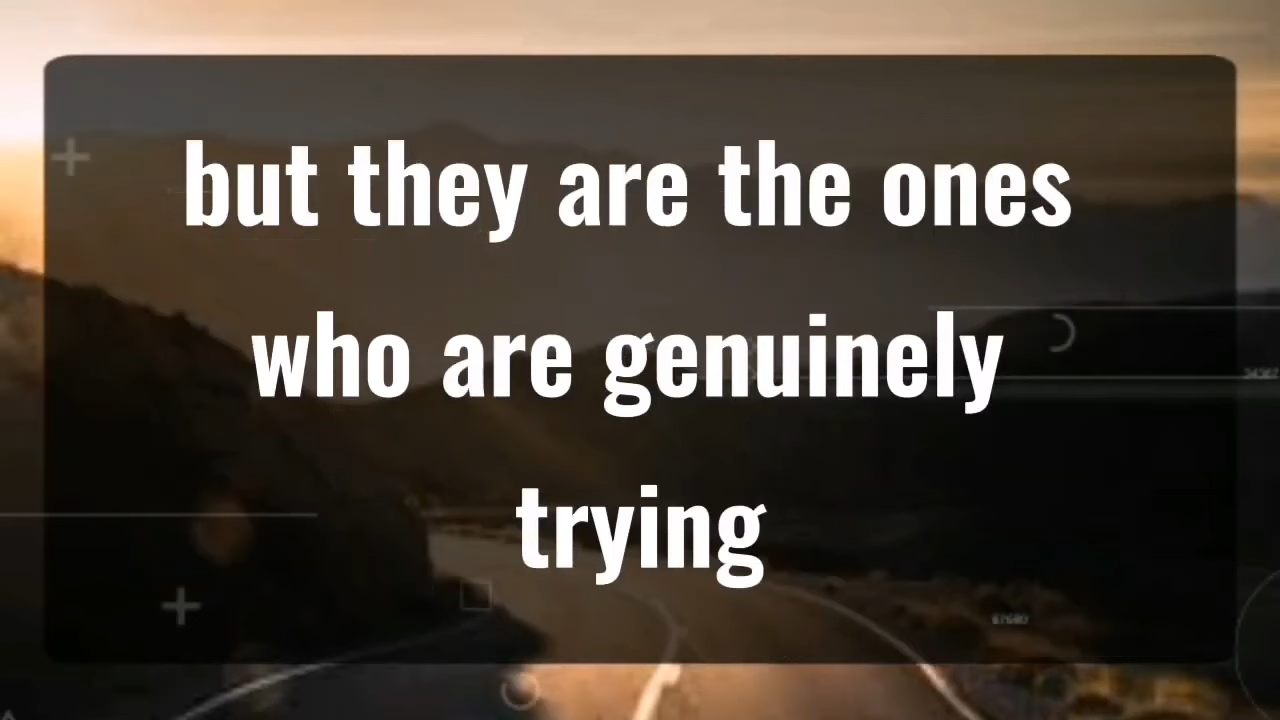 but they are the ones
who are genuinely
trying